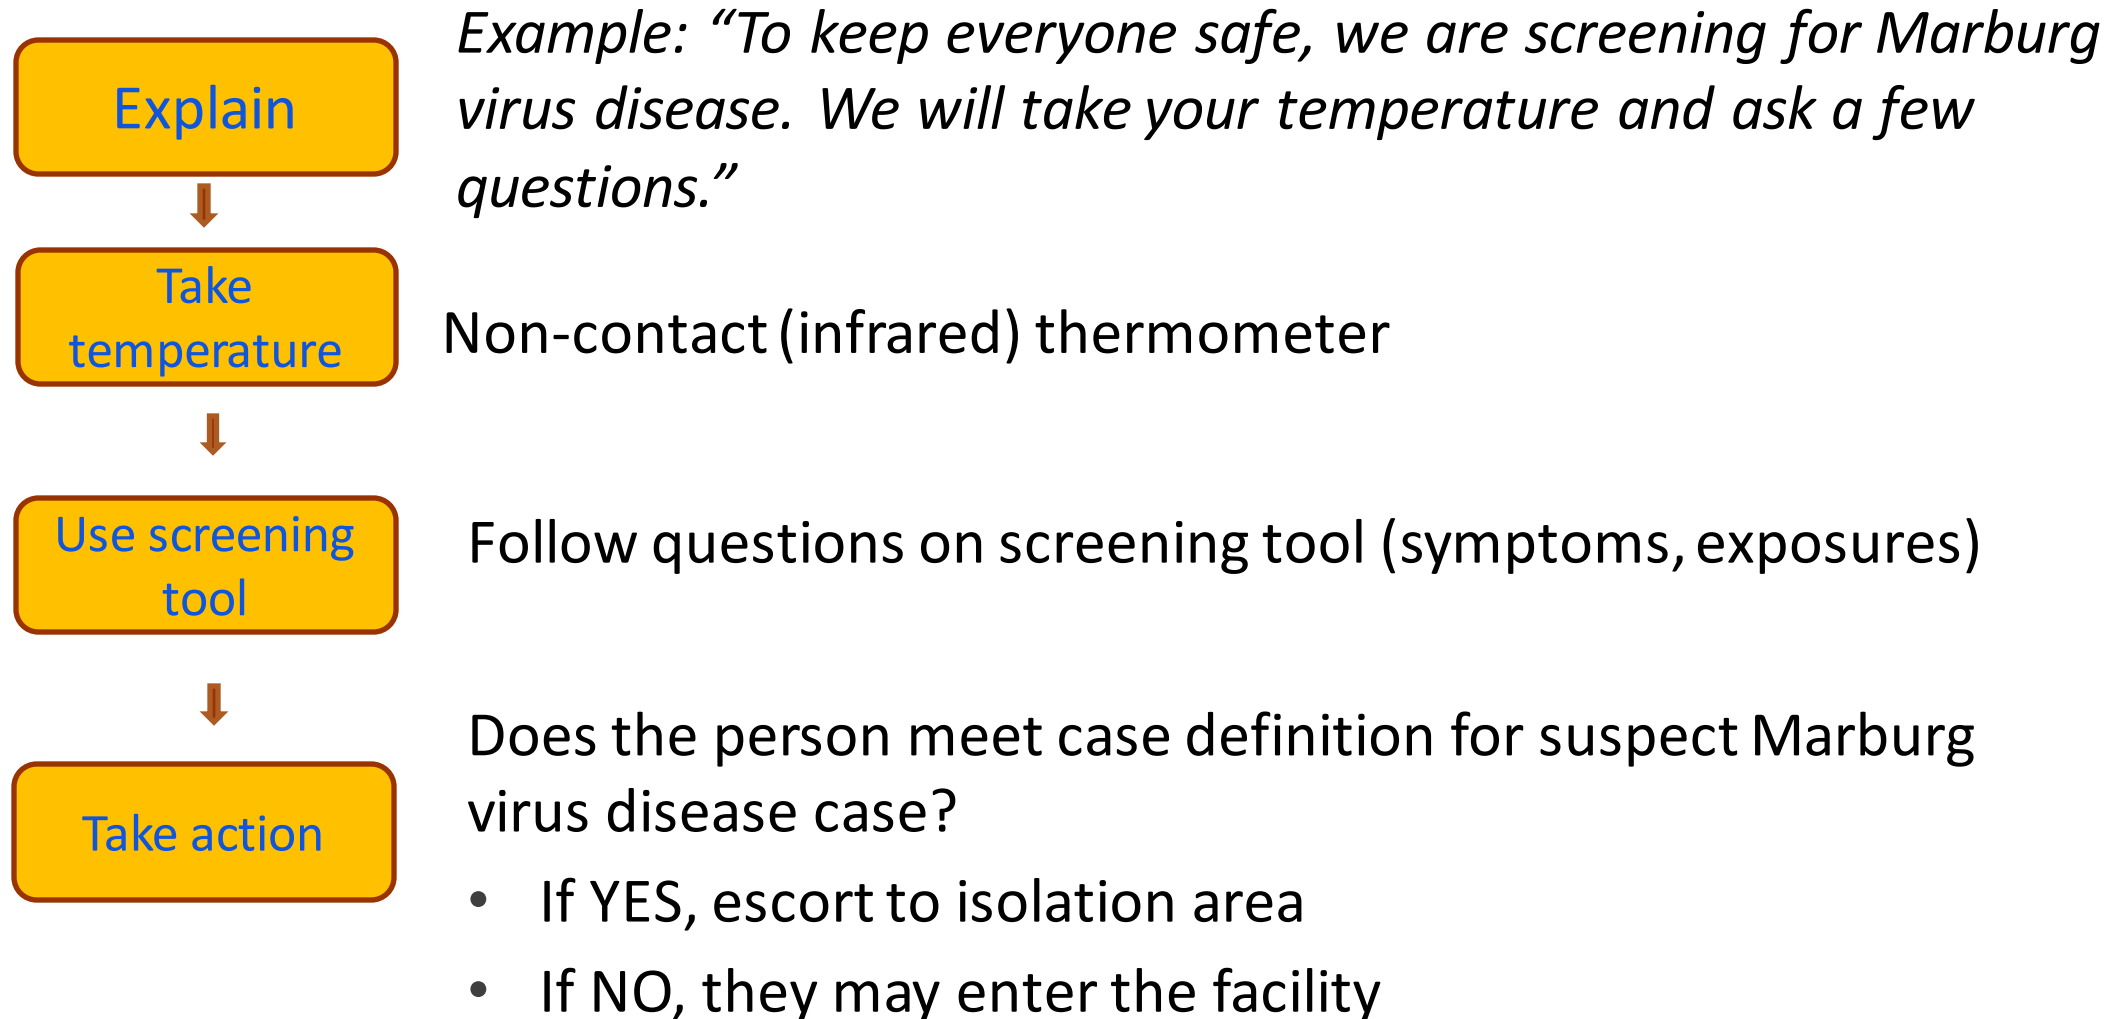 Explain
Example: “To keep everyone safe, we are screening for Marburg
virus disease. We will take your temperature and ask a few
questions.”
Take
temperature
Non-contact (infrared) thermometer
Use screening
tool
Follow questions on screening tool (symptoms, exposures)
Take action
Does the person meet case definition for suspect Marburg
virus disease case?
• If YES, escort to isolation area
• If NO, they may enter the facility